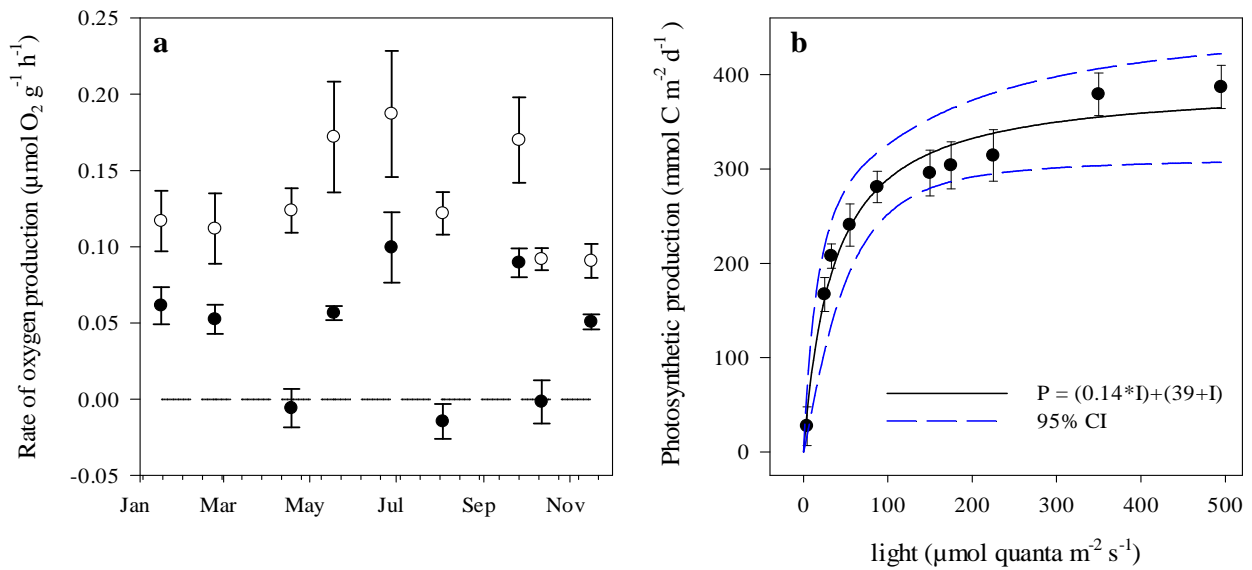 a
Rate of oxygen production (µmol O₂ g⁻¹ h⁻¹)
0.25
0.20
0.15
0.10
0.05
0.00
-0.05
Jan Mar May Jul Sep Nov
b
Photosynthetic production (mmol C m⁻² d⁻¹)
400
300
200
100
0
P = (0.14*I)+(39+I)
95% CI
0 100 200 300 400 500
light (µmol quanta m⁻² s⁻¹)